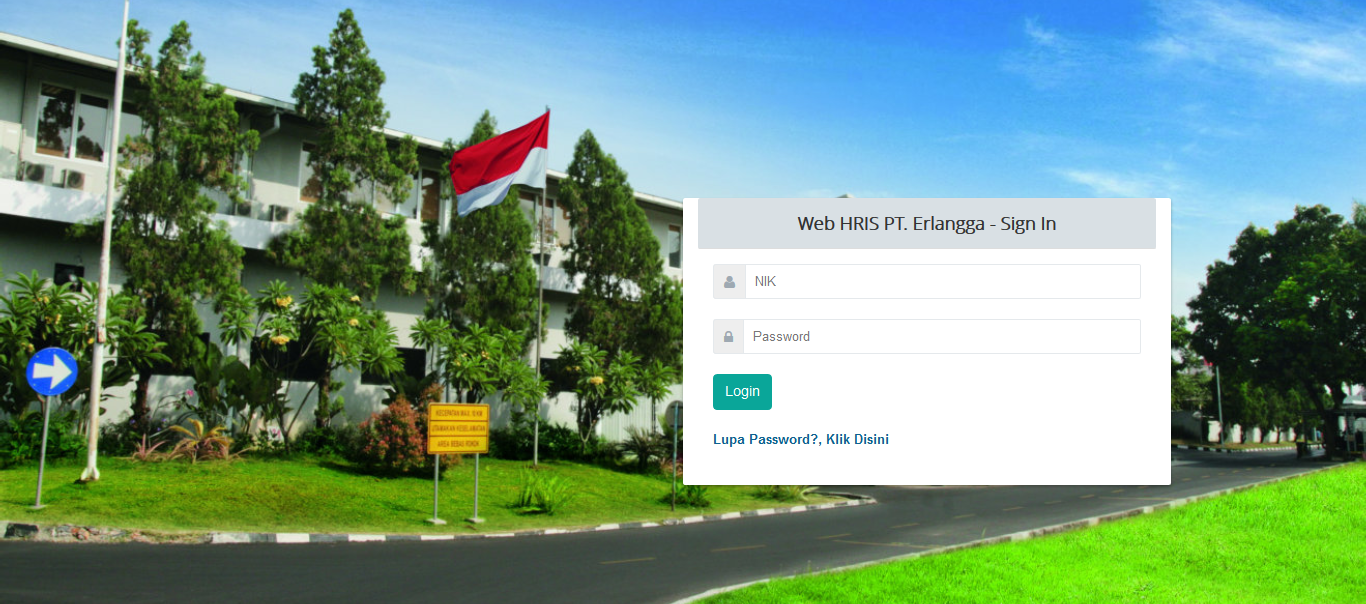 Web HRIS PT. Erlangga - Sign In
NIK
Password
Login
Lupa Password?, Klik Disini
KECEPATAN MAX. 10 KM
UTAMAKAN KESELAMATAN
AREA BEBAS ROKOK